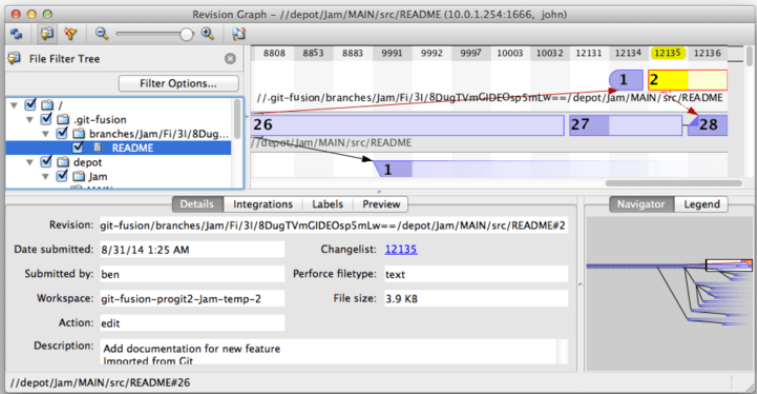 Revision Graph - //depot/Jam/MAIN/src/README (10.0.1.254:1666, john)
File Filter Tree
Filter Options...
/
.git-fusion
branches/Jam/Fi/3I/8Dug...
README
depot
Jam
8808 8853 8883 9991 9992 9997 10003 10032 12131 12134 12135 12136
1 2
//.git-fusion/branches/Jam/Fi/3I/8DugTVmGIDEOsp5mLw==/depot/Jam/MAIN/src/README
26 27 28
//depot/Jam/MAIN/src/README
1
Details Integrations Labels Preview
Revision: git-fusion/branches/Jam/Fi/3I/8DugTVmGIDEOsp5mLw==/depot/Jam/MAIN/src/README#2
Date submitted: 8/31/14 1:25 AM Changelist: 12135
Submitted by: ben Perforce filetype: text
Workspace: git-fusion-progit2-Jam-temp-2 File size: 3.9 KB
Action: edit
Description: Add documentation for new feature
Imported from Git
Navigator Legend
//depot/Jam/MAIN/src/README#26